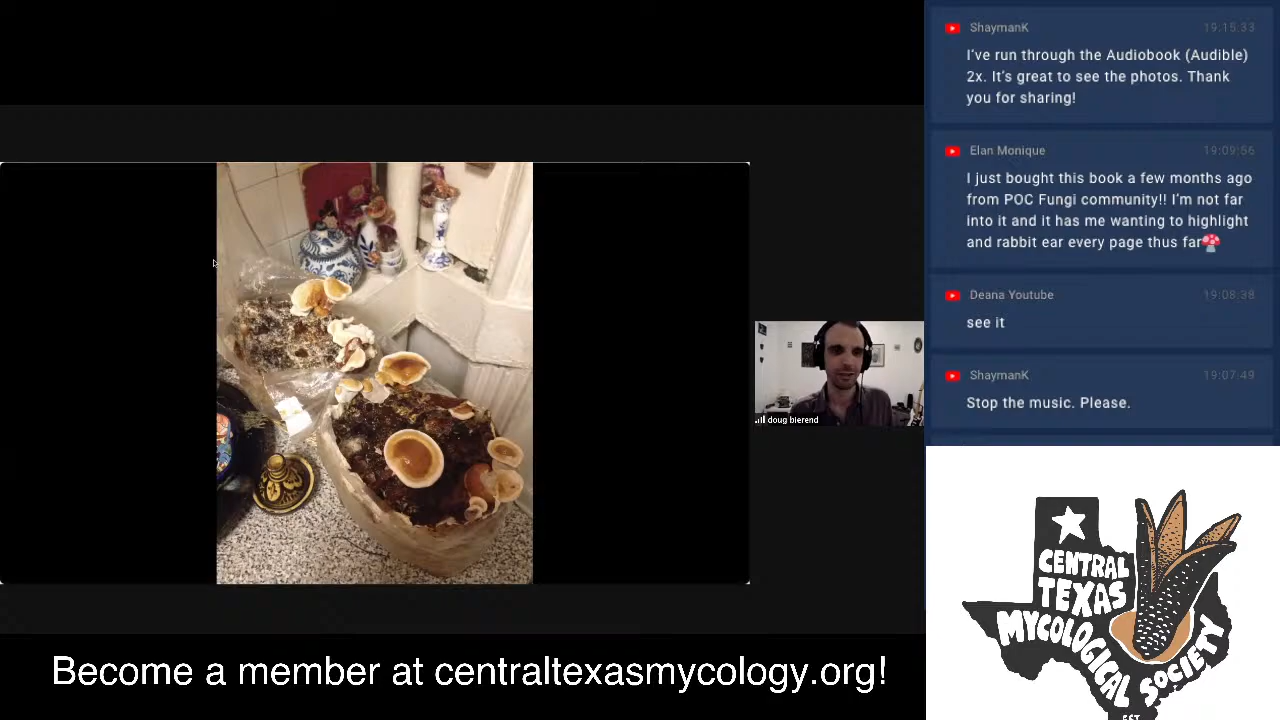 ShaymanK 19:15:33
I've run through the Audiobook (Audible)
2x. It's great to see the photos. Thank
you for sharing!
Elan Monique 19:09:56
I just bought this book a few months ago
from POC Fungi community!! I'm not far
into it and it has me wanting to highlight
and rabbit ear every page thus far🍄
Deana Youtube 19:08:38
see it
ShaymanK 19:07:49
Stop the music. Please.
doug bierend
CENTRAL
TEXAS
MYCOLOGICAL
SOCIETY
EST
Become a member at centraltexasmycology.org!